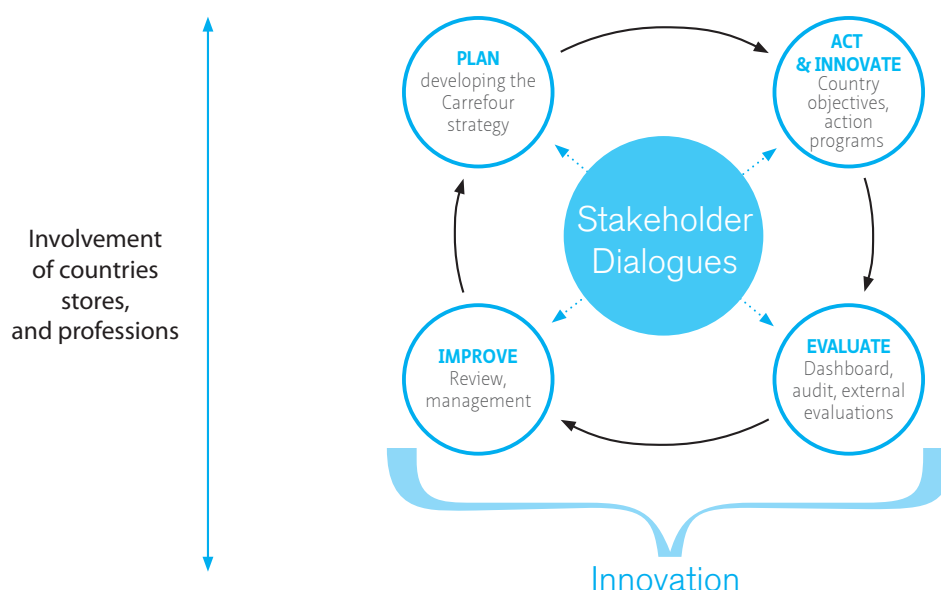 PLAN
developing the
Carrefour
strategy
ACT
& INNOVATE
Country
objectives,
action
programs
Stakeholder
Dialogues
Involvement
of countries
stores,
and professions
IMPROVE
Review,
management
EVALUATE
Dashboard,
audit, external
evaluations
Innovation